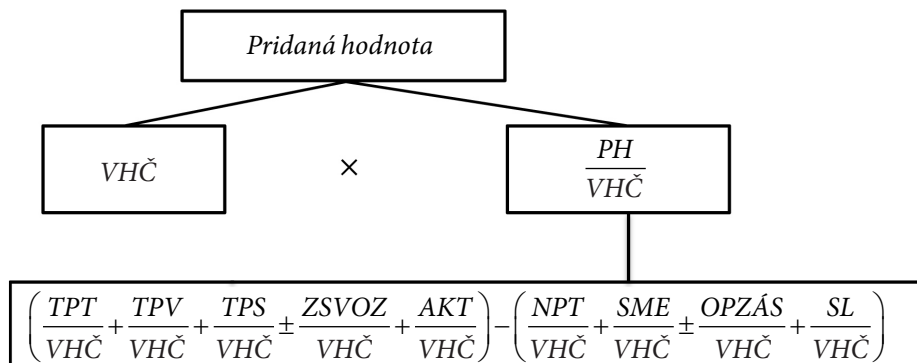 Pridaná hodnota
VHČ × PH/VHČ
(TPT/VHČ + TPV/VHČ + TPS/VHČ ± ZSVOZ/VHČ + AKT/VHČ) − (NPT/VHČ + SME/VHČ ± OPZÁS/VHČ + SL/VHČ)